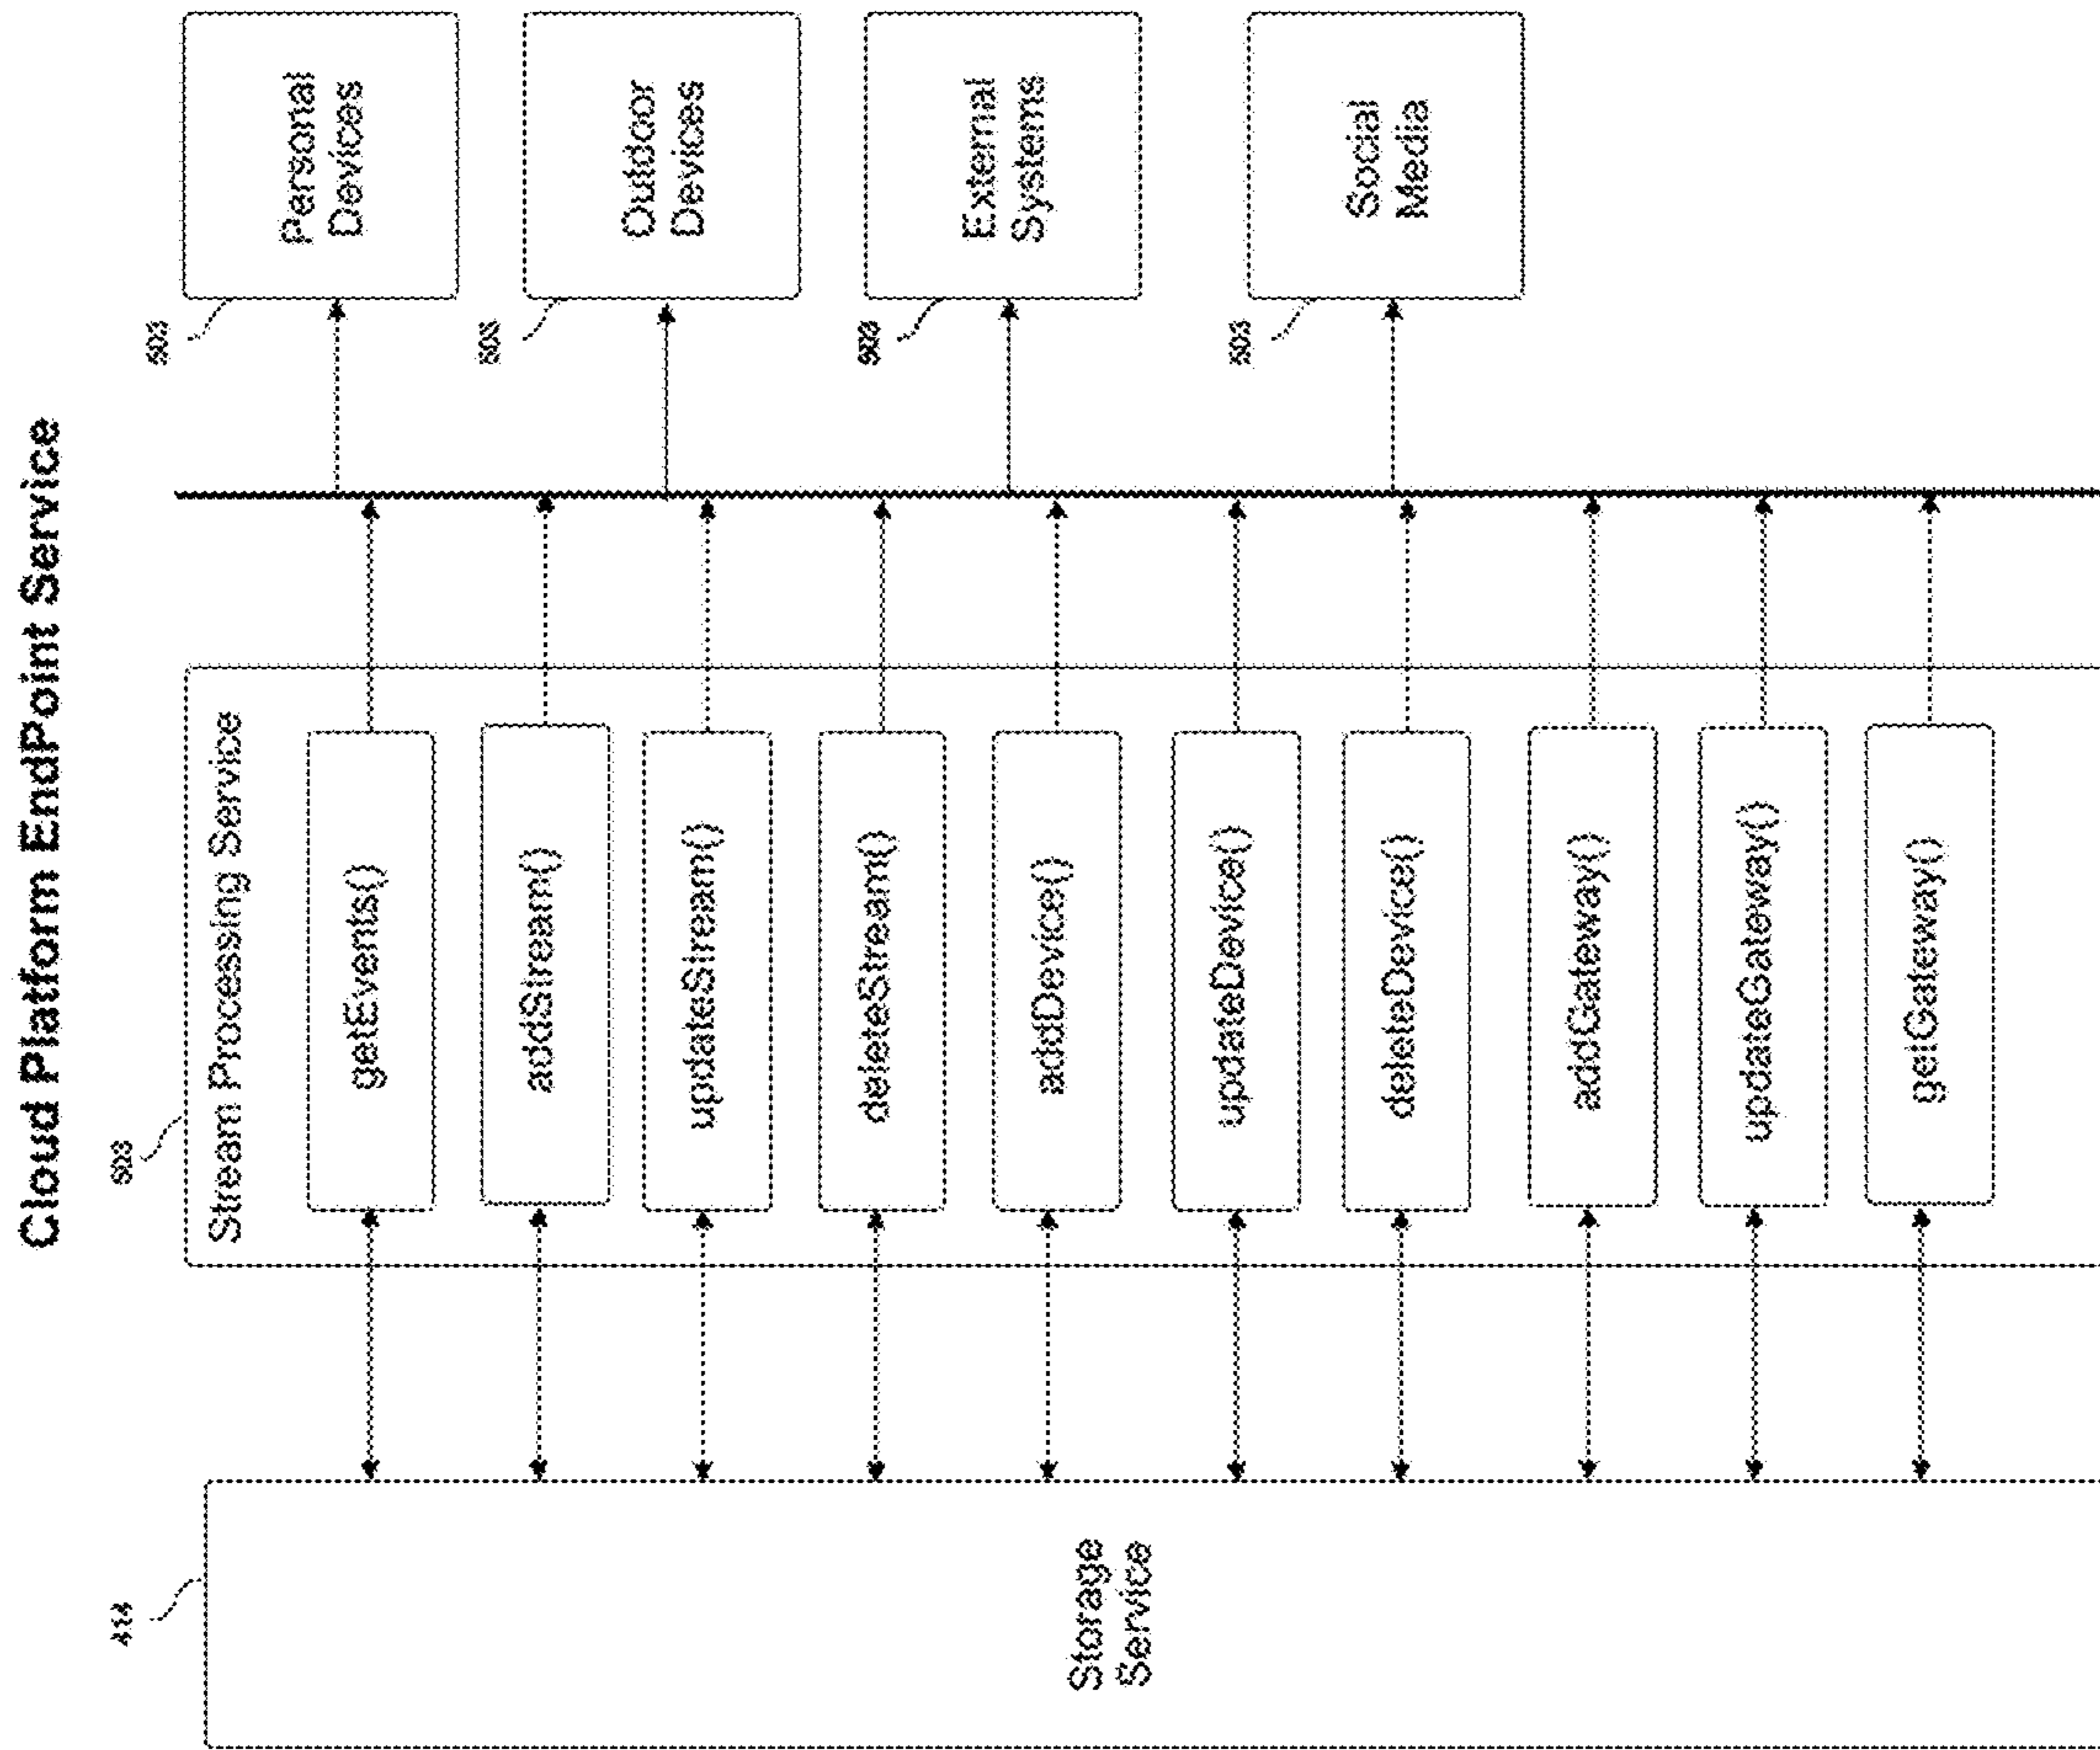 Cloud Platform EndPoint Service
Stream Processing Service
getEvents()
addStream()
updateStream()
deleteStream()
addDevice()
updateDevice()
deleteDevice()
addGateway()
updateGateway()
getGateway()
Storage
Service
Personal
Devices
Outdoor
Devices
External
Systems
Social
Media